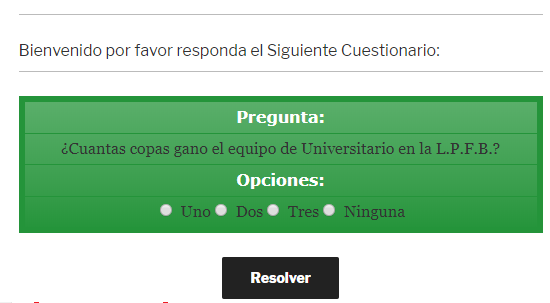 Bienvenido por favor responda el Siguiente Cuestionario:
Pregunta:
¿Cuantas copas gano el equipo de Universitario en la L.P.F.B.?
Opciones:
Uno Dos Tres Ninguna
Resolver